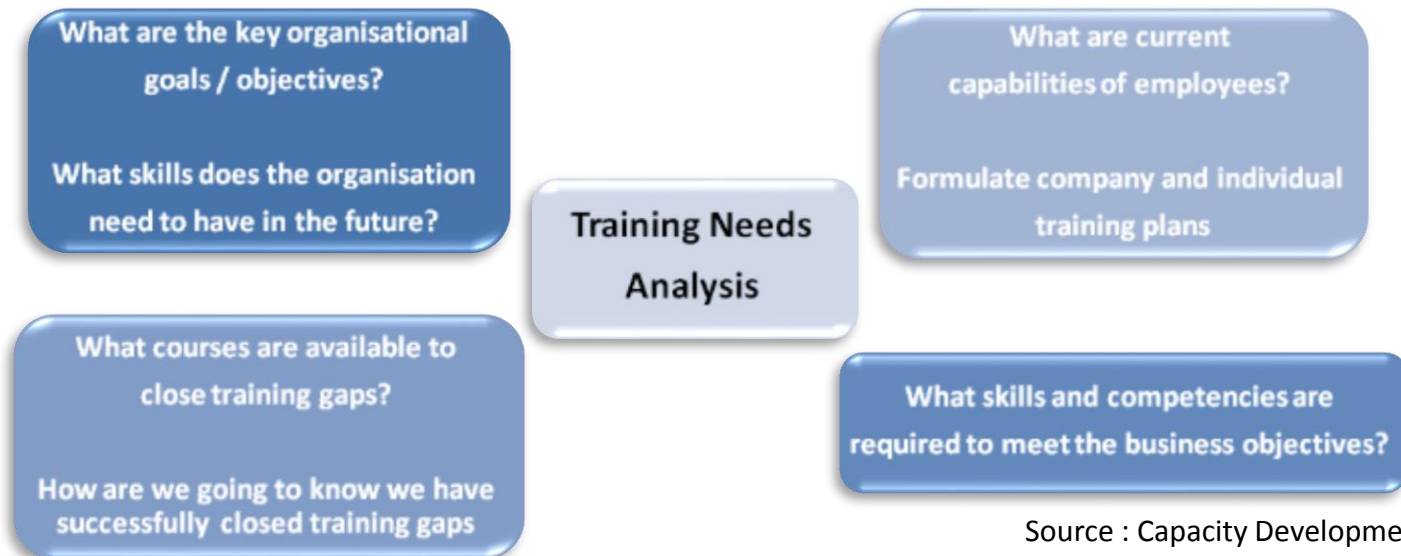 What are the key organisational
goals / objectives?
What skills does the organisation
need to have in the future?
What are current
capabilities of employees?
Formulate company and individual
training plans
Training Needs
Analysis
What courses are available to
close training gaps?
How are we going to know we have
successfully closed training gaps
What skills and competencies are
required to meet the business objectives?
Source : Capacity Developme